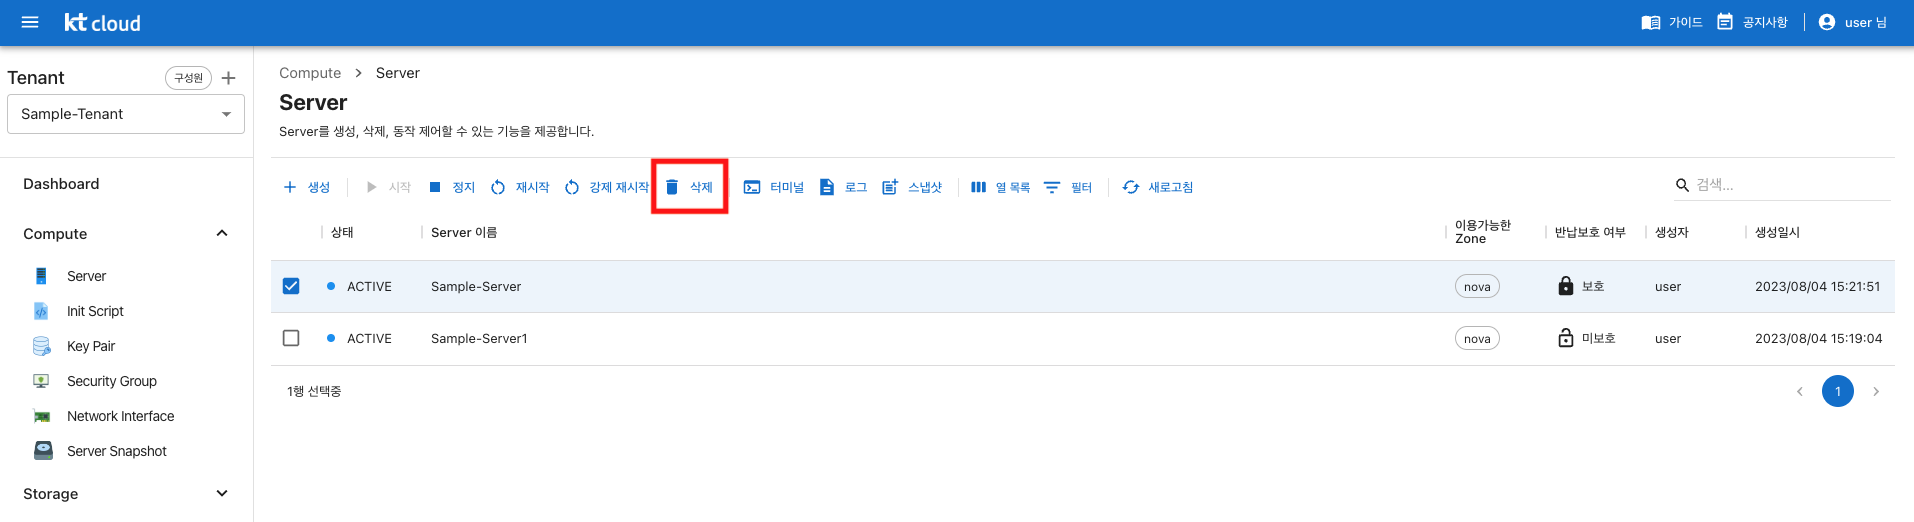 kt cloud
가이드
공지사항
user 님
Tenant
구성원
Sample-Tenant
Dashboard
Compute
Server
Init Script
Key Pair
Security Group
Network Interface
Server Snapshot
Storage
Compute > Server
Server
Server를 생성, 삭제, 동작 제어할 수 있는 기능을 제공합니다.
생성 시작 정지 재시작 강제 재시작 삭제 터미널 로그 스냅샷 열 목록 필터 새로고침
검색...
상태 Server 이름 이용가능한 Zone 반납보호 여부 생성자 생성일시
ACTIVE Sample-Server nova 보호 user 2023/08/04 15:21:51
ACTIVE Sample-Server1 nova 미보호 user 2023/08/04 15:19:04
1행 선택중
1